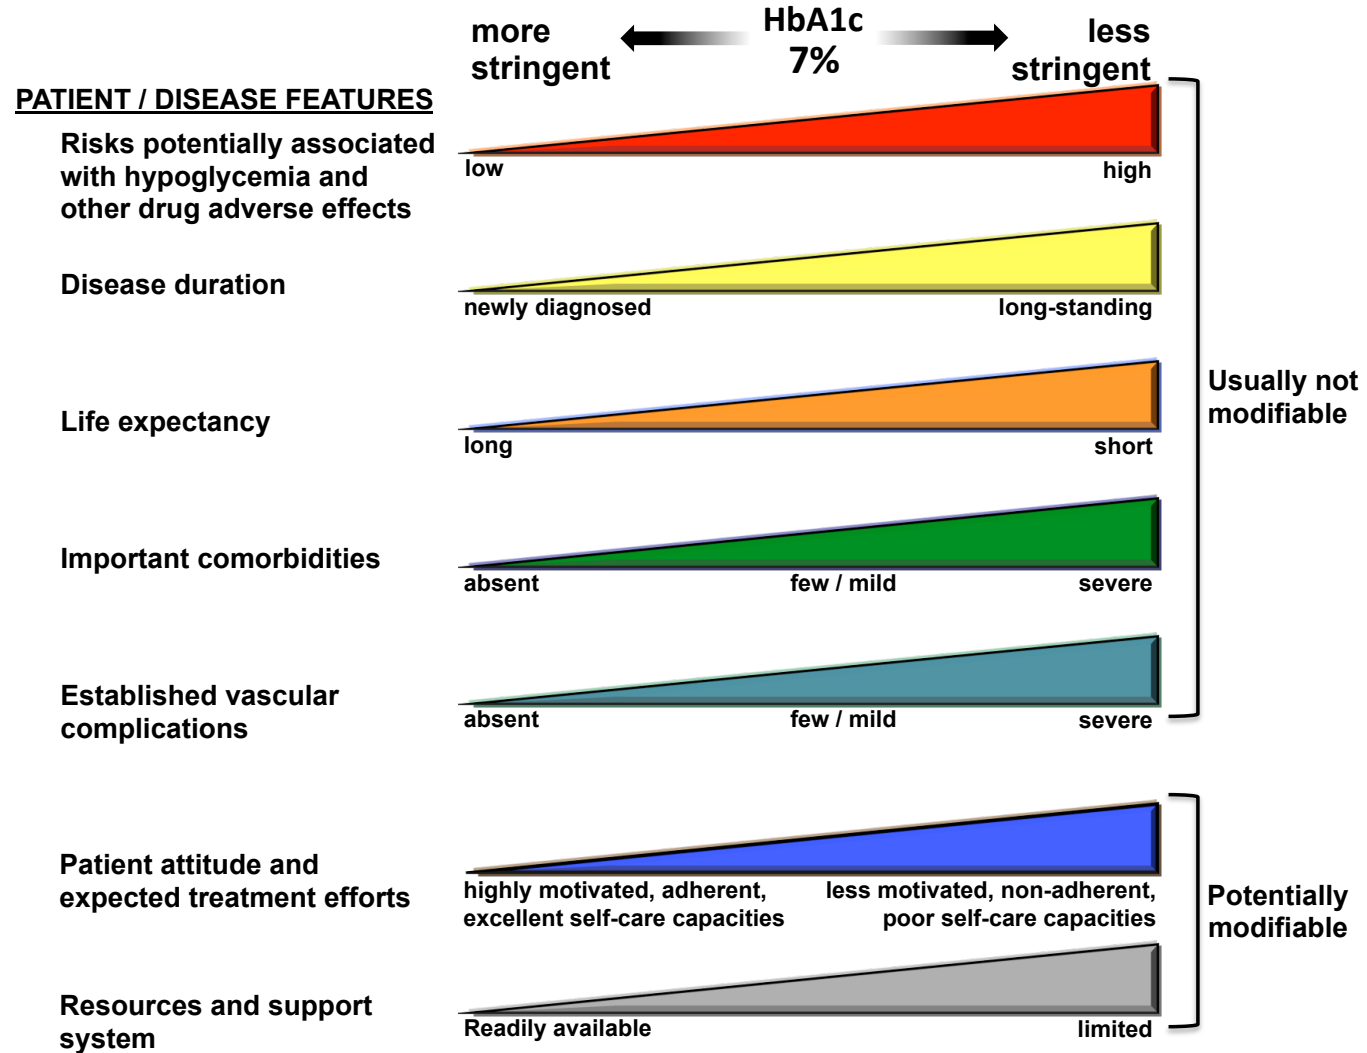 more
stringent
HbA1c
7%
less
stringent
PATIENT / DISEASE FEATURES
Risks potentially associated
with hypoglycemia and
other drug adverse effects
low
high
Disease duration
newly diagnosed
long-standing
Life expectancy
long
short
Usually not
modifiable
Important comorbidities
absent
few / mild
severe
Established vascular
complications
absent
few / mild
severe
Patient attitude and
expected treatment efforts
highly motivated, adherent,
excellent self-care capacities
less motivated, non-adherent,
poor self-care capacities
Potentially
modifiable
Resources and support
system
Readily available
limited